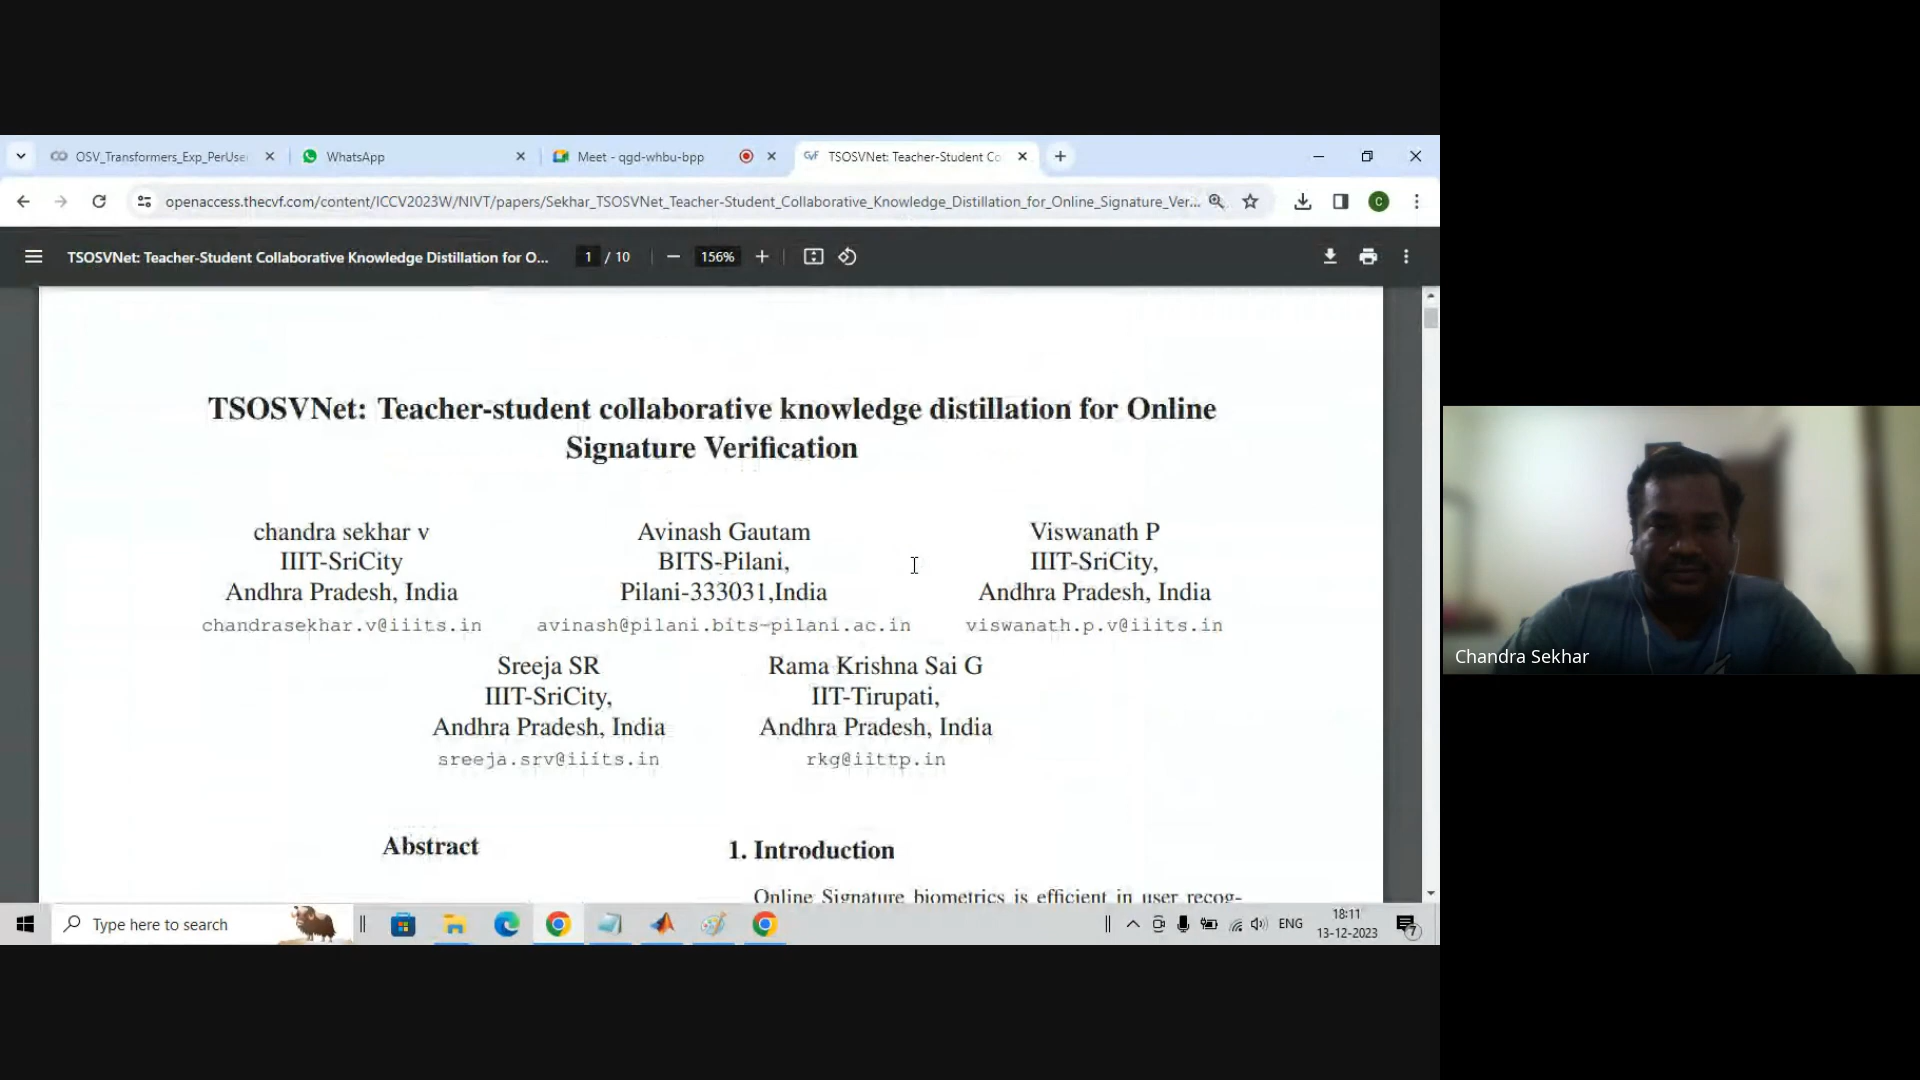 OSV_Transformers_Exp_PerUse
WhatsApp
Meet - qgd-whbu-bpp
TSOSVNet: Teacher-Student Co
openaccess.thecvf.com/content/ICCV2023W/NIVT/papers/Sekhar_TSOSVNet_Teacher-Student_Collaborative_Knowledge_Distillation_for_Online_Signature_Ver...
C
TSOSVNet: Teacher-Student Collaborative Knowledge Distillation for O...
1 / 10
156%
TSOSVNet: Teacher-student collaborative knowledge distillation for Online
Signature Verification
chandra sekhar v
IIIT-SriCity
Andhra Pradesh, India
chandrasekhar.v@iiits.in
Avinash Gautam
BITS-Pilani,
Pilani-333031,India
avinash@pilani.bits-pilani.ac.in
Viswanath P
IIIT-SriCity,
Andhra Pradesh, India
viswanath.p.v@iiits.in
Sreeja SR
IIIT-SriCity,
Andhra Pradesh, India
sreeja.srv@iiits.in
Rama Krishna Sai G
IIT-Tirupati,
Andhra Pradesh, India
rkg@iittp.in
Abstract
1. Introduction
Online Signature biometrics is efficient in user recog-
Type here to search
ENG
18:11
13-12-2023
7
Chandra Sekhar